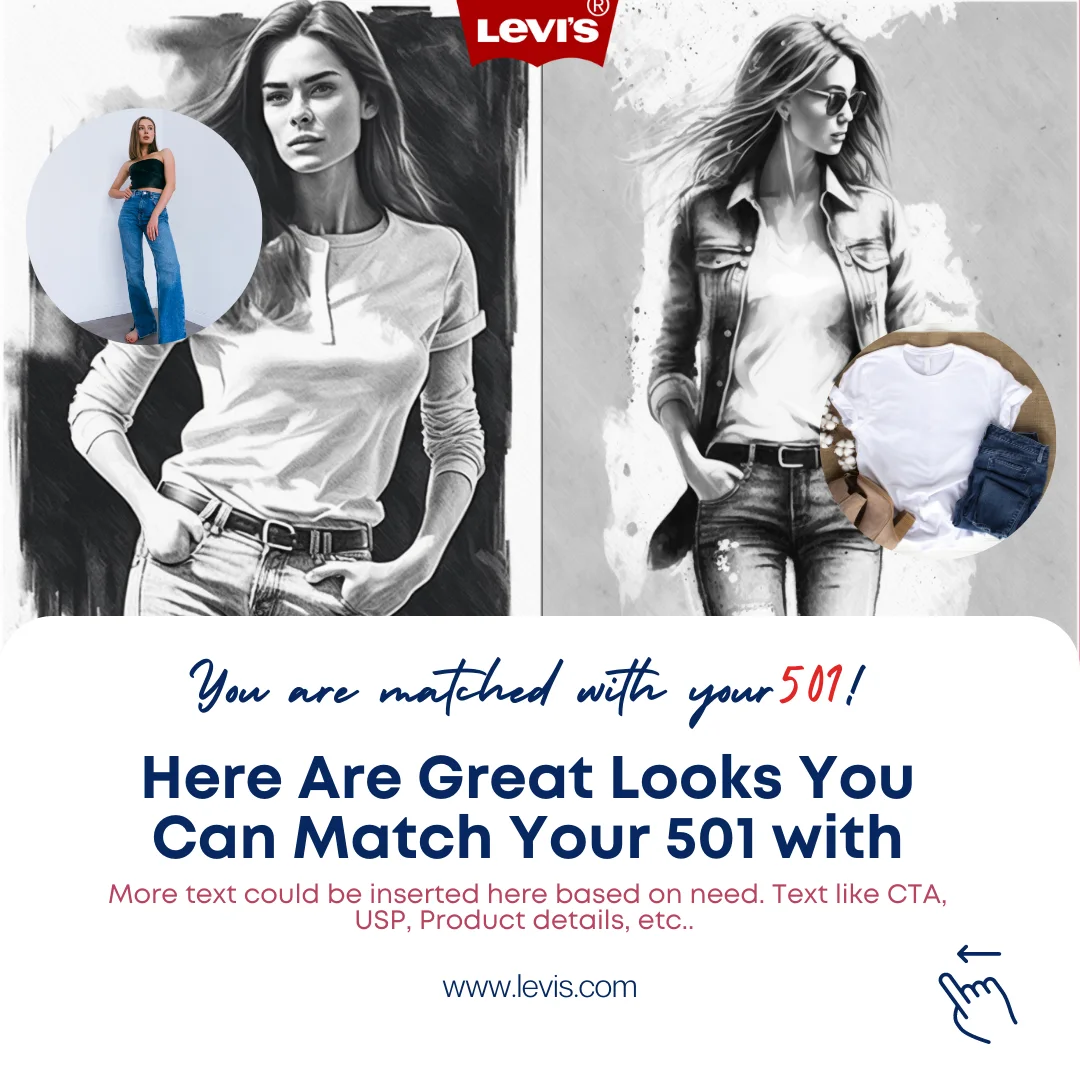 LEVI'S®
You are matched with your 501!
Here Are Great Looks You
Can Match Your 501 with
More text could be inserted here based on need. Text like CTA,
USP, Product details, etc..
www.levis.com